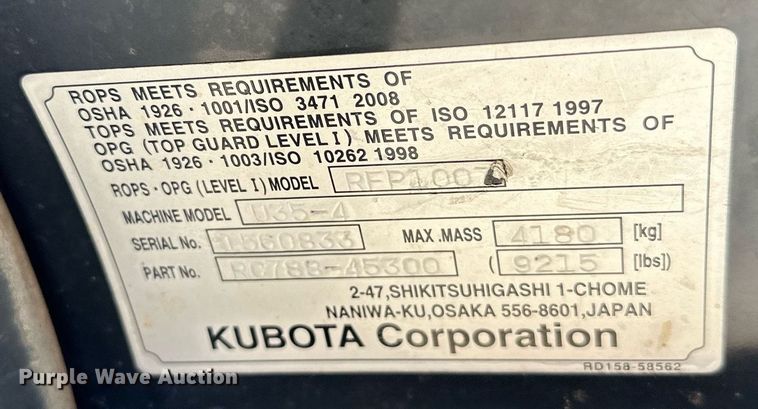 ROPS MEETS REQUIREMENTS OF
OSHA 1926・1001/ISO 3471 2008
TOPS MEETS REQUIREMENTS OF ISO 12117 1997
OPG (TOP GUARD LEVEL I) MEETS REQUIREMENTS OF
OSHA 1926・1003/ISO 10262 1998
ROPS・OPG (LEVEL I) MODEL
MACHINE MODEL U35-4
SERIAL No. 1560833 MAX.MASS 4180 [kg]
PART No. RC788-45300 (9215 [lbs])
2-47,SHIKITSUHIGASHI 1-CHOME
NANIWA-KU,OSAKA 556-8601,JAPAN
KUBOTA Corporation
RD158-58562
Purple Wave Auction